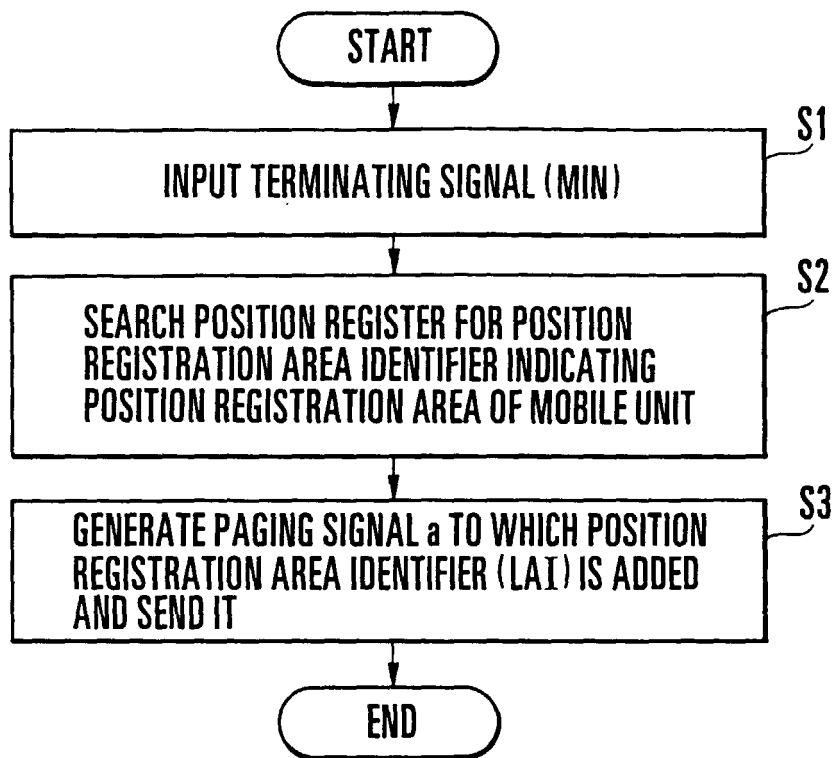 START
S1
INPUT TERMINATING SIGNAL (MIN)
S2
SEARCH POSITION REGISTER FOR POSITION
REGISTRATION AREA IDENTIFIER INDICATING
POSITION REGISTRATION AREA OF MOBILE UNIT
S3
GENERATE PAGING SIGNAL a TO WHICH POSITION
REGISTRATION AREA IDENTIFIER (LAI) IS ADDED
AND SEND IT
END